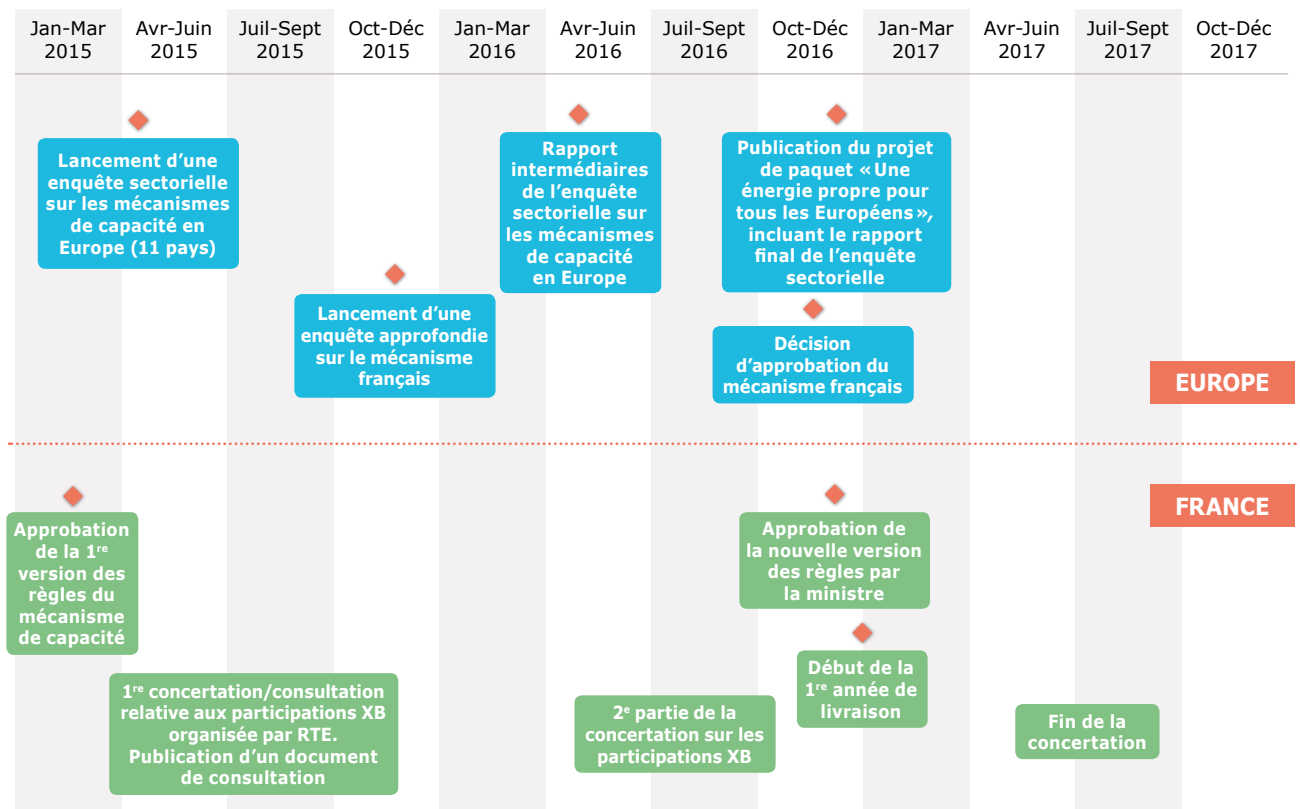 Jan-Mar 2015
Avr-Juin 2015
Juil-Sept 2015
Oct-Déc 2015
Jan-Mar 2016
Avr-Juin 2016
Juil-Sept 2016
Oct-Déc 2016
Jan-Mar 2017
Avr-Juin 2017
Juil-Sept 2017
Oct-Déc 2017
Lancement d’une
enquête sectorielle
sur les mécanismes
de capacité en
Europe (11 pays)
Lancement d’une
enquête approfondie
sur le mécanisme
français
Rapport
intermédiaires
de l’enquête
sectorielle sur
les mécanismes
de capacité
en Europe
Publication du projet
de paquet « Une
énergie propre pour
tous les Européens »,
incluant le rapport
final de l’enquête
sectorielle
Décision
d’approbation du
mécanisme français
EUROPE
FRANCE
Approbation
de la 1re
version des
règles du
mécanisme
de capacité
1re concertation/consultation
relative aux participations XB
organisée par RTE.
Publication d’un document
de consultation
2e partie de la
concertation sur les
participations XB
Approbation de
la nouvelle version
des règles par
la ministre
Début de la
1re année de
livraison
Fin de la
concertation